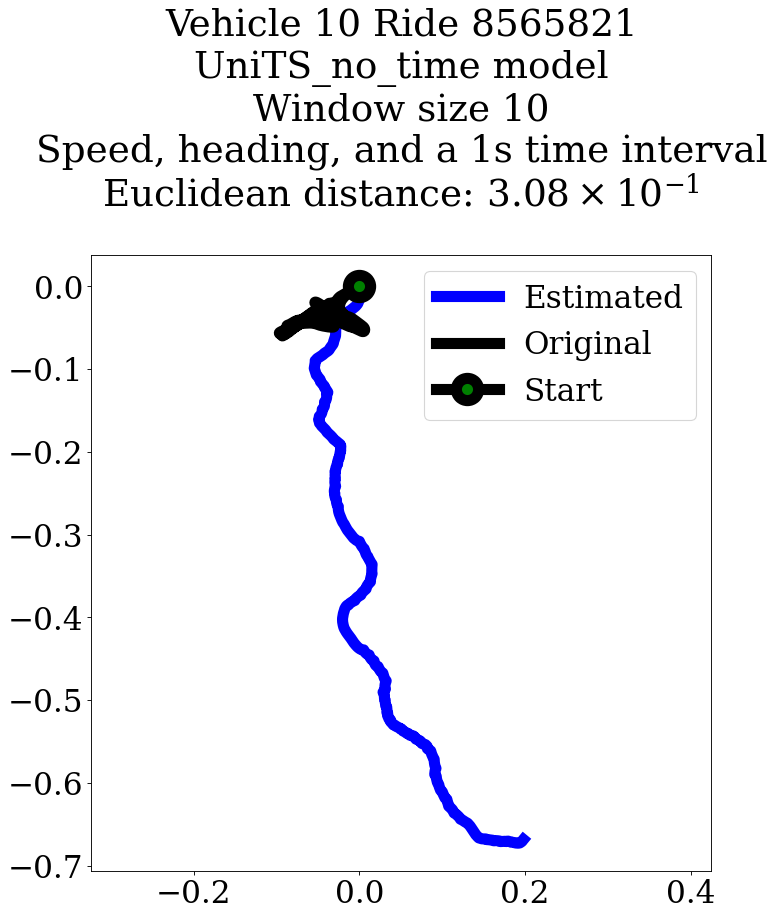 Vehicle 10 Ride 8565821
UniTS_no_time model
Window size 10
Speed, heading, and a 1s time interval
Euclidean distance: 3.08 × 10⁻¹
Estimated
Original
Start
0.0
−0.1
−0.2
−0.3
−0.4
−0.5
−0.6
−0.7
−0.2 0.0 0.2 0.4